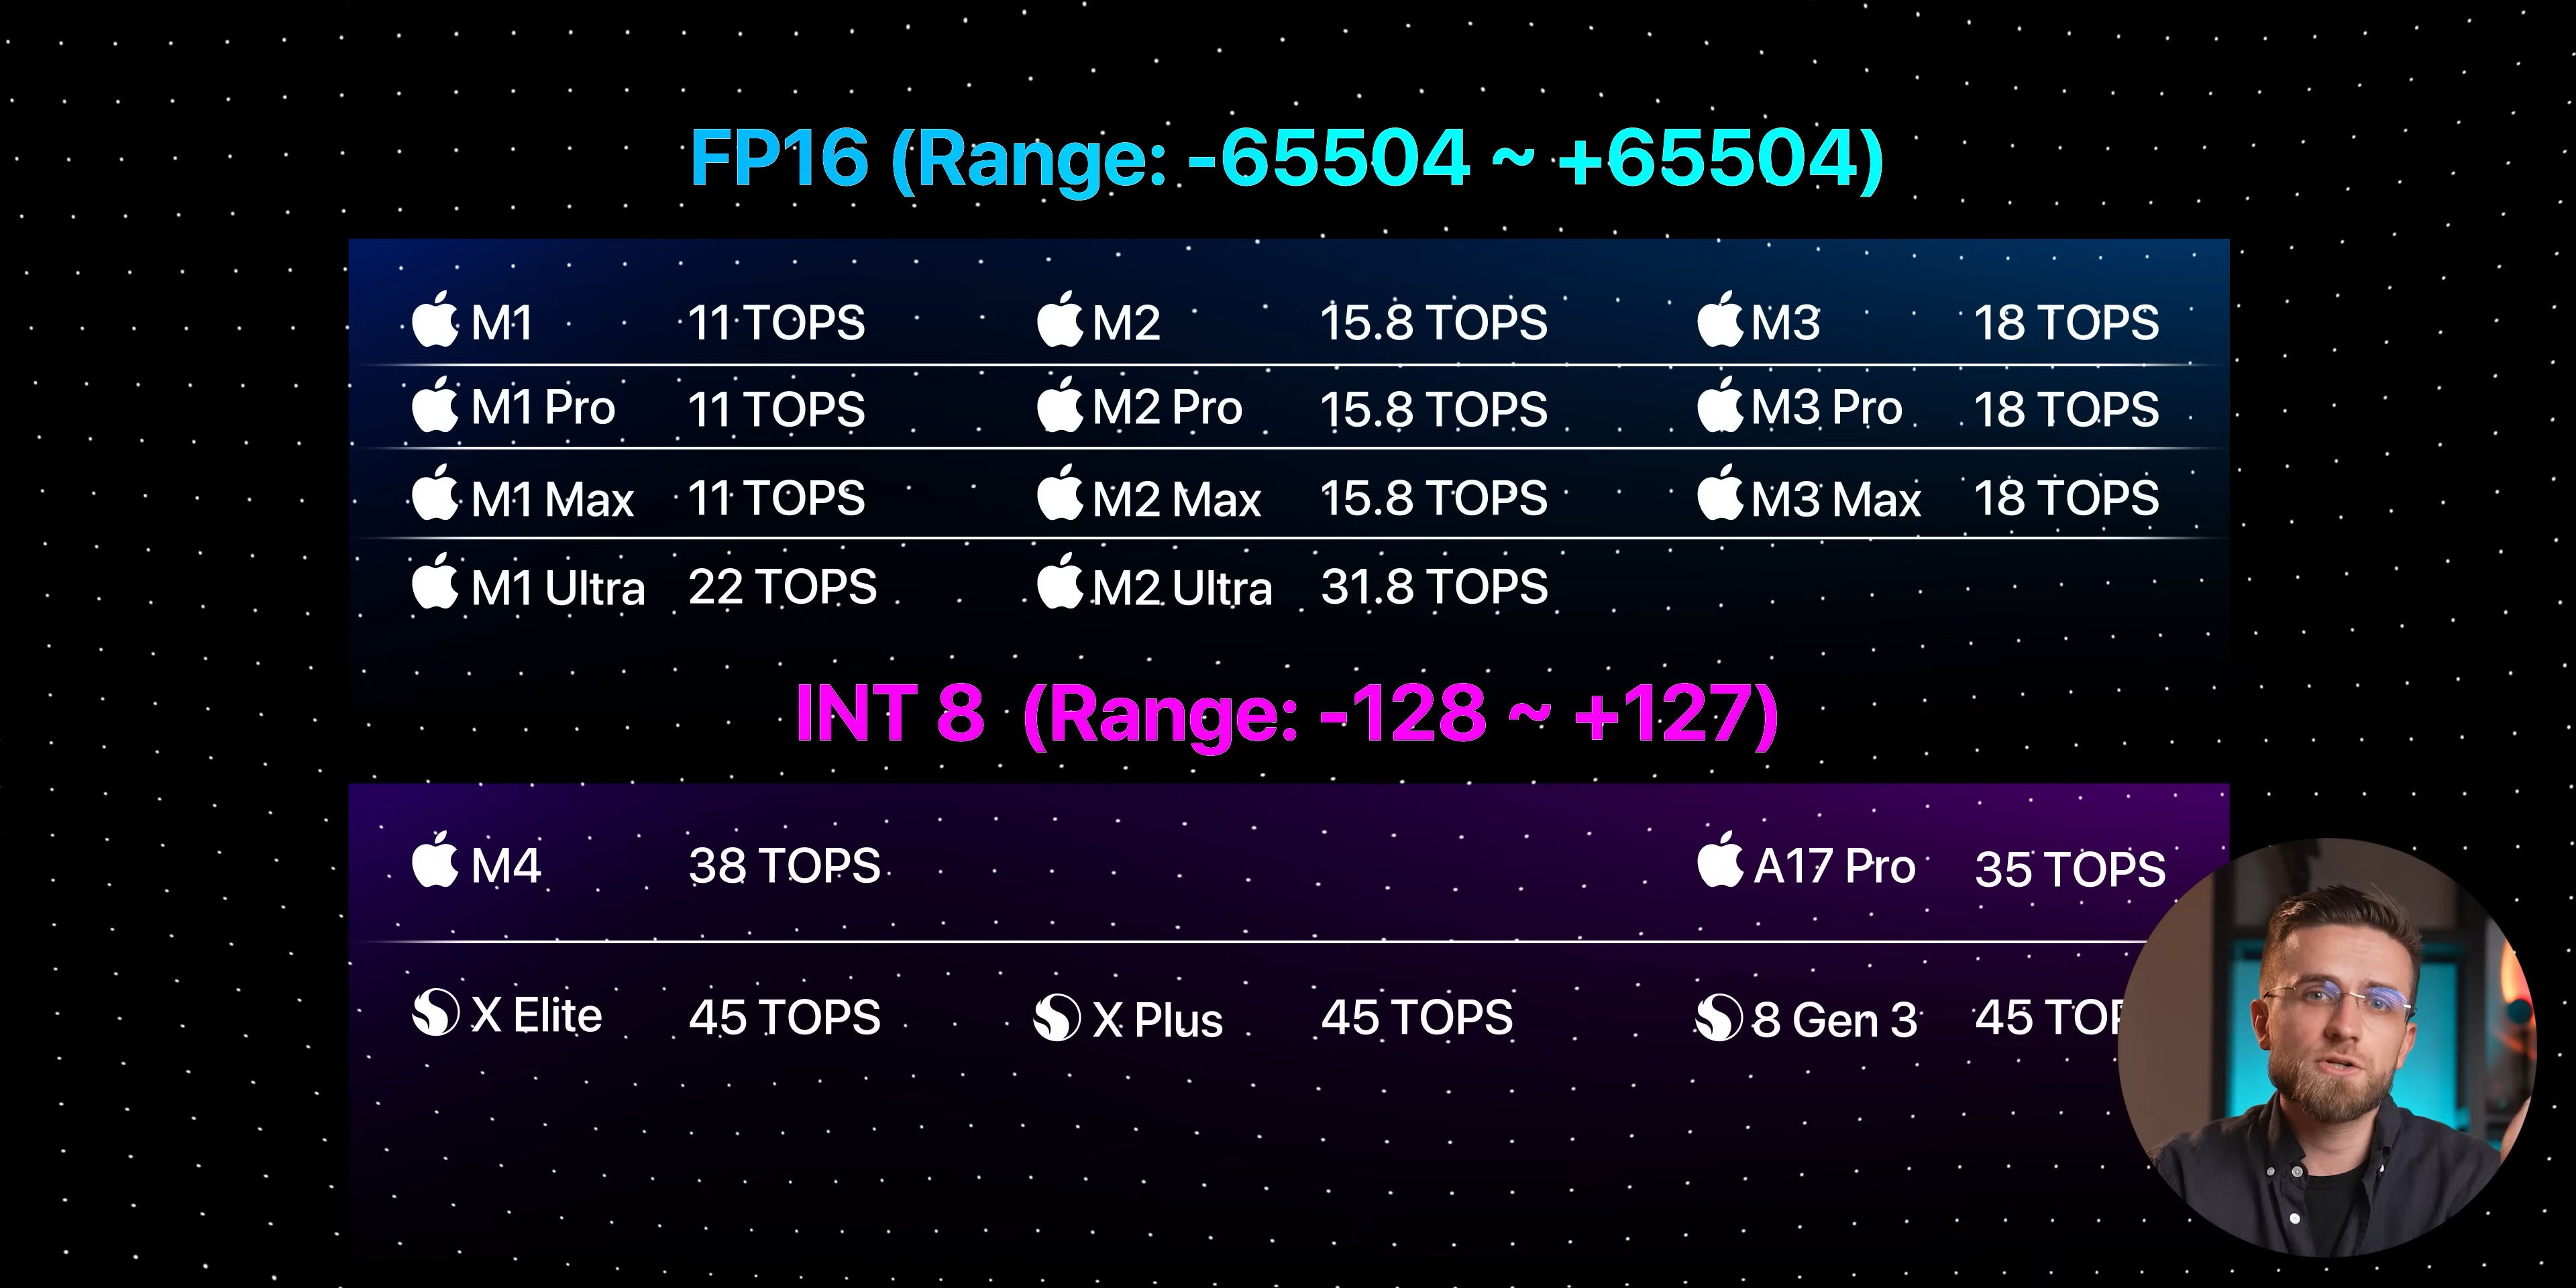 FP16 (Range: -65504 ~ +65504)
M1 11 TOPS M2 15.8 TOPS M3 18 TOPS
M1 Pro 11 TOPS M2 Pro 15.8 TOPS M3 Pro 18 TOPS
M1 Max 11 TOPS M2 Max 15.8 TOPS M3 Max 18 TOPS
M1 Ultra 22 TOPS M2 Ultra 31.8 TOPS
INT 8 (Range: -128 ~ +127)
M4 38 TOPS A17 Pro 35 TOPS
X Elite 45 TOPS X Plus 45 TOPS 8 Gen 3 45